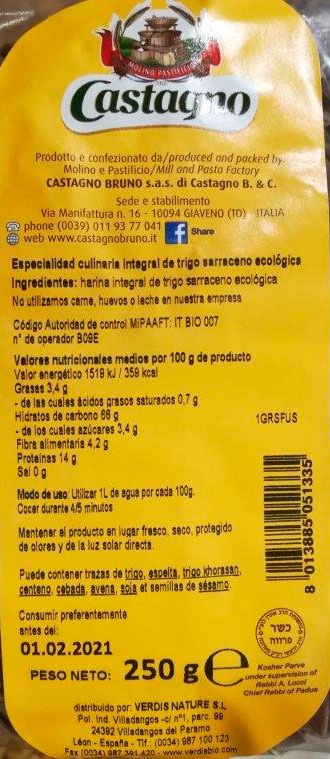 MOLINO PASTIFICIO
Castagno
Prodotto e confezionato da/produced and packed by:
Molino e Pastificio/Mill and Pasta Factory
CASTAGNO BRUNO s.a.s. di Castagno B. & C.
Sede e stabilimento
Via Manifattura n. 16 - 10094 GIAVENO (TO) - ITALIA
phone (0039) 011 93 77 041
web www.castagnobruno.it
f Share
Especialidad culinaria integral de trigo sarraceno ecológica
Ingredientes: harina integral de trigo sarraceno ecológica
No utilizamos carne, huevos o leche en nuestra empresa
Código Autoridad de control MIPAAFT: IT BIO 007
n° de operador B09E
Valores nutricionales medios por 100 g de producto
Valor energético 1519 kJ / 359 kcal
Grasas 3,4 g
- de las cuales ácidos grasos saturados 0,7 g
Hidratos de carbono 66 g
- de los cuales azúcares 3,4 g
Fibra alimentaria 4,2 g
Proteínas 14 g
Sal 0 g
1GRSFUS
Modo de uso: Utilizar 1L de agua por cada 100g.
Cocer durante 4/5 minutos
Mantener el producto en lugar fresco, seco, protegido
de olores y de la luz solar directa.
Puede contener trazas de trigo, espelta, trigo khorasan,
centeno, cebada, avena, soja et semillas de sésamo.
8 013885 051335
Consumir preferentemente
antes del:
01.02.2021
PESO NETO: 250 g e
כשר
פרווה
Kosher Parve
under supervision of
Rabbi A. Locci
Chief Rabbi of Padua
distribuido por: VERDIS NATURE S.L
Pol. Ind. Villadangos -c/ nº1, parc. 99
24392 Villadangos del Paramo
Léon - España - Tlf.: (0034) 987 100 123
Fax (0034) 987 391 420 - www.verdisbio.com